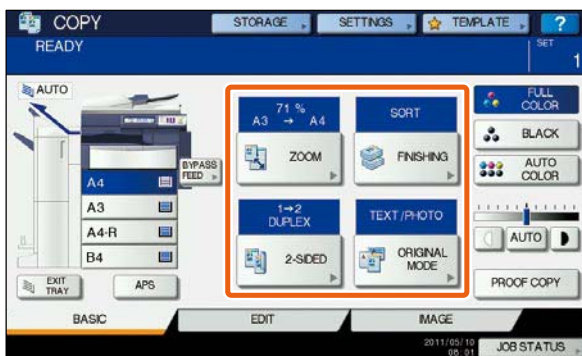 COPY
STORAGE
SETTINGS
TEMPLATE
?
READY
SET
1
AUTO
A4
A3
A4-R
B4
BYPASS
FEED
EXIT
TRAY
APS
71 %
A3 → A4
ZOOM
SORT
FINISHING
1→2
DUPLEX
2-SIDED
TEXT/PHOTO
ORIGINAL
MODE
FULL
COLOR
BLACK
AUTO
COLOR
AUTO
PROOF COPY
BASIC
EDIT
IMAGE
2011/05/10
06 01
JOB STATUS